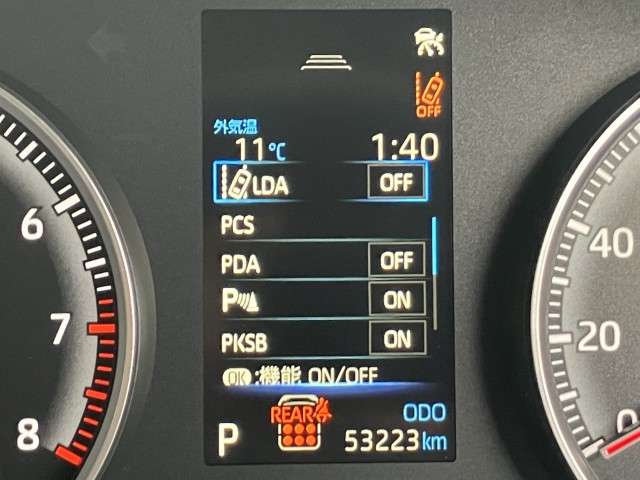 OFF
外気温
11℃ 1:40
LDA OFF
PCS
PDA OFF
P ON
PKSB ON
OK :機能 ON/OFF
REAR
ODO
P 53223 km
6
7
8
40
20
0